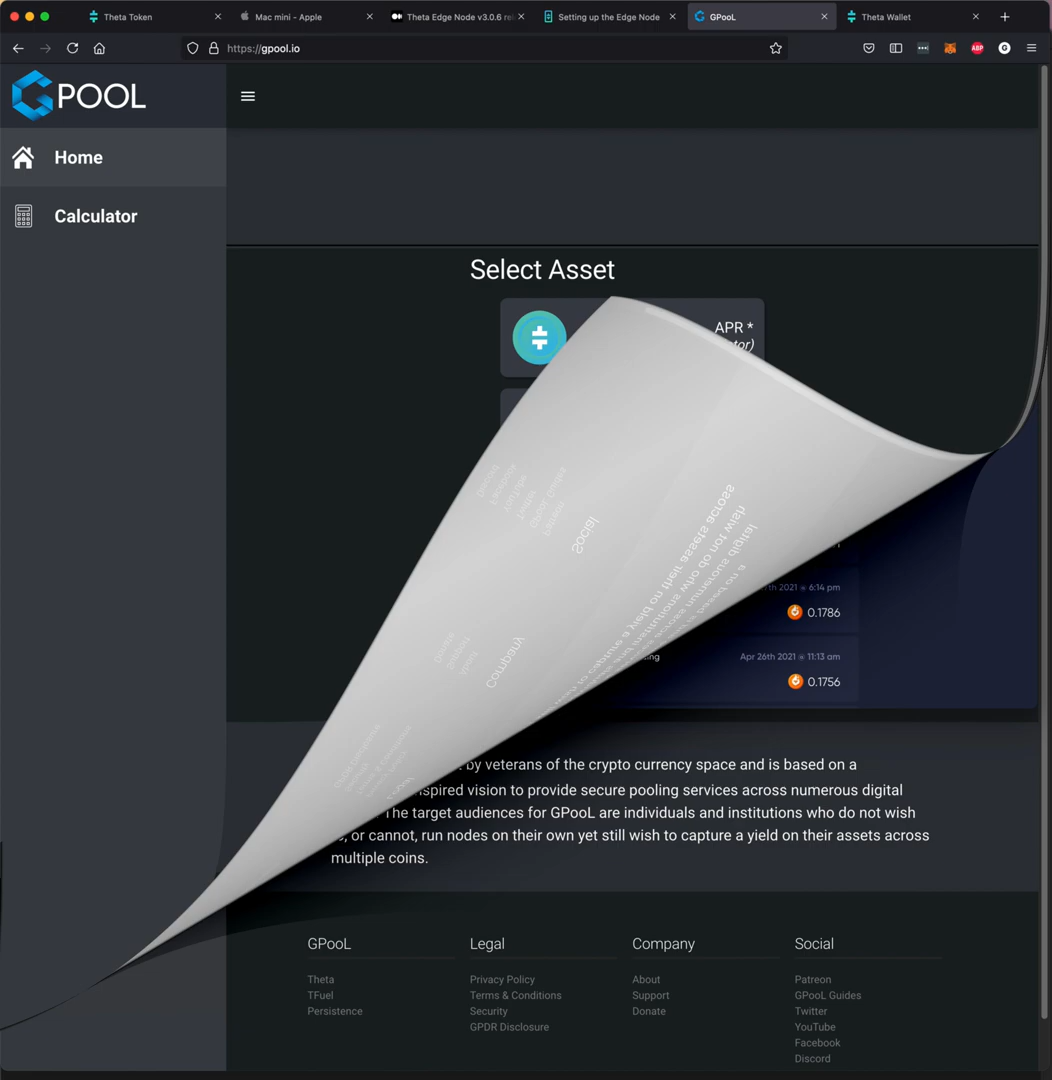 Theta Token
Mac mini - Apple
Theta Edge Node v3.0.6 re
Setting up the Edge Node
GPooL
Theta Wallet
https://gpool.io
ABP
G
GPOOL
Home
Calculator
Select Asset
APR *
tor)
2021 @ 6:14 pm
0.1786
Apr 26th 2021 @ 11:13 am
0.1756
by veterans of the crypto currency space and is based on a
nspired vision to provide secure pooling services across numerous digital
The target audiences for GPooL are individuals and institutions who do not wish
, or cannot, run nodes on their own yet still wish to capture a yield on their assets across
multiple coins.
GPooL
Legal
Company
Social
Theta
Privacy Policy
About
Patreon
TFuel
Terms & Conditions
Support
GPooL Guides
Persistence
Security
Donate
Twitter
GPDR Disclosure
YouTube
Facebook
Discord